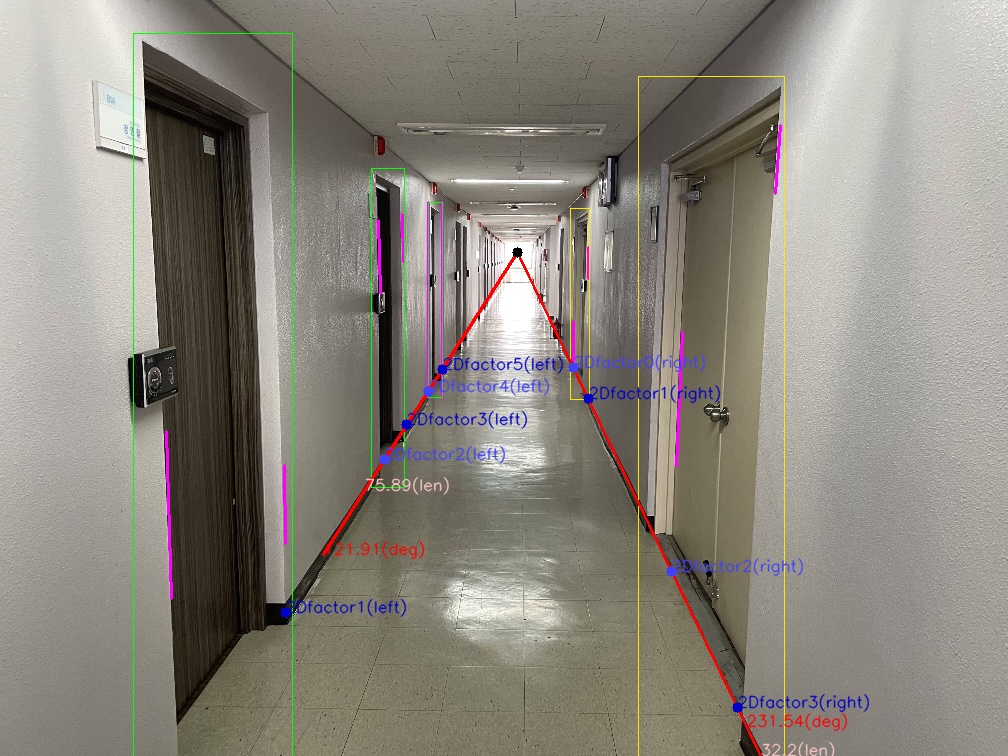 2Dfactor5(left)
2Dfactor0(right)
2Dfactor4(left)
2Dfactor1(right)
2Dfactor3(left)
2Dfactor2(left)
75.89(len)
121.91(deg)
2Dfactor2(right)
2Dfactor1(left)
2Dfactor3(right)
231.54(deg)
32.2(len)